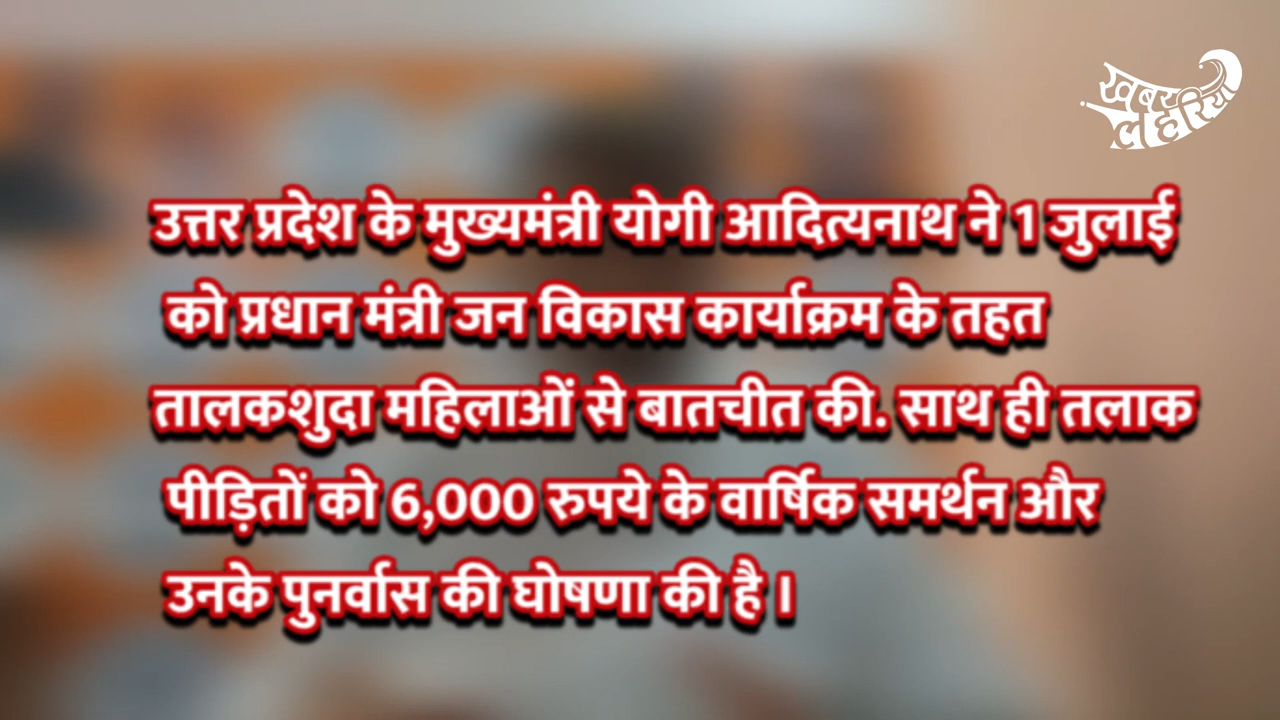 खबर
लहरिया
उत्तर प्रदेश के मुख्यमंत्री योगी आदित्यनाथ ने 1 जुलाई
को प्रधान मंत्री जन विकास कार्याक्रम के तहत
तालकशुदा महिलाओं से बातचीत की. साथ ही तलाक
पीड़ितों को 6,000 रुपये के वार्षिक समर्थन और
उनके पुनर्वास की घोषणा की है ।